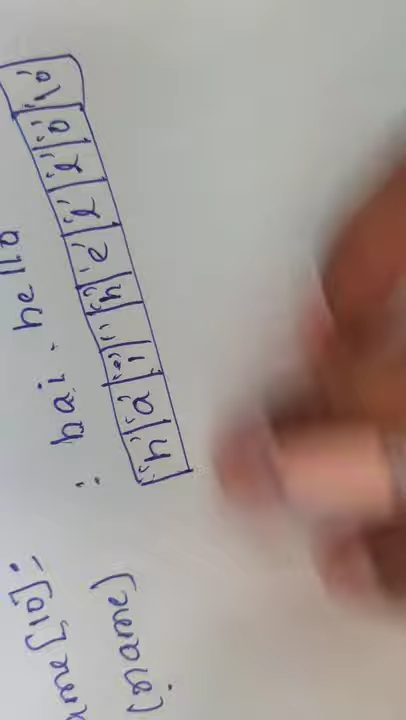 ame[10];
(name) : hai. hello
'h' 'a' 'i' ' ' 'h' 'e' 'l' 'l' 'o' '\0'